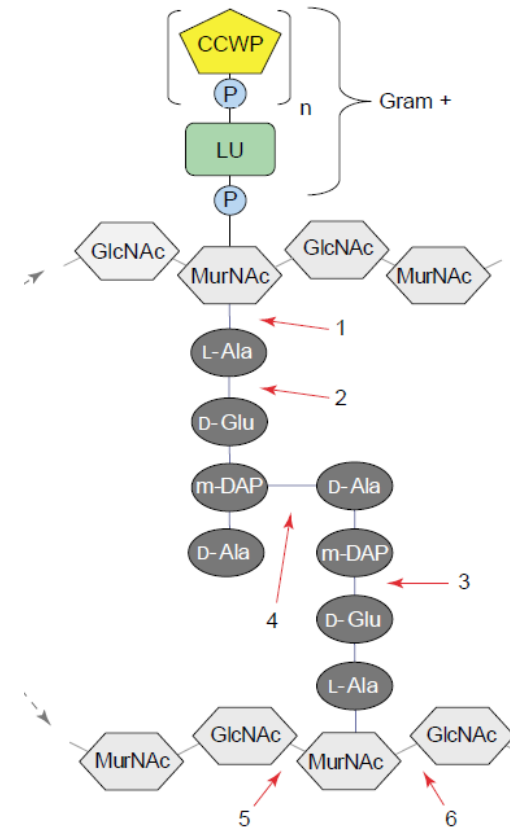 CCWP
P
n
Gram +
LU
P
GlcNAc
MurNAc
GlcNAc
MurNAc
1
L-Ala
2
D-Glu
m-DAP
D-Ala
D-Ala
m-DAP
3
4
D-Glu
L-Ala
MurNAc
GlcNAc
MurNAc
GlcNAc
5
6